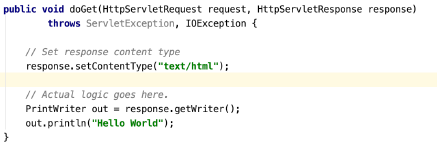 public void doGet(HttpServletRequest request, HttpServletResponse response)
throws ServletException, IOException {
// Set response content type
response.setContentType("text/html");
// Actual logic goes here.
PrintWriter out = response.getWriter();
out.println("Hello World");
}